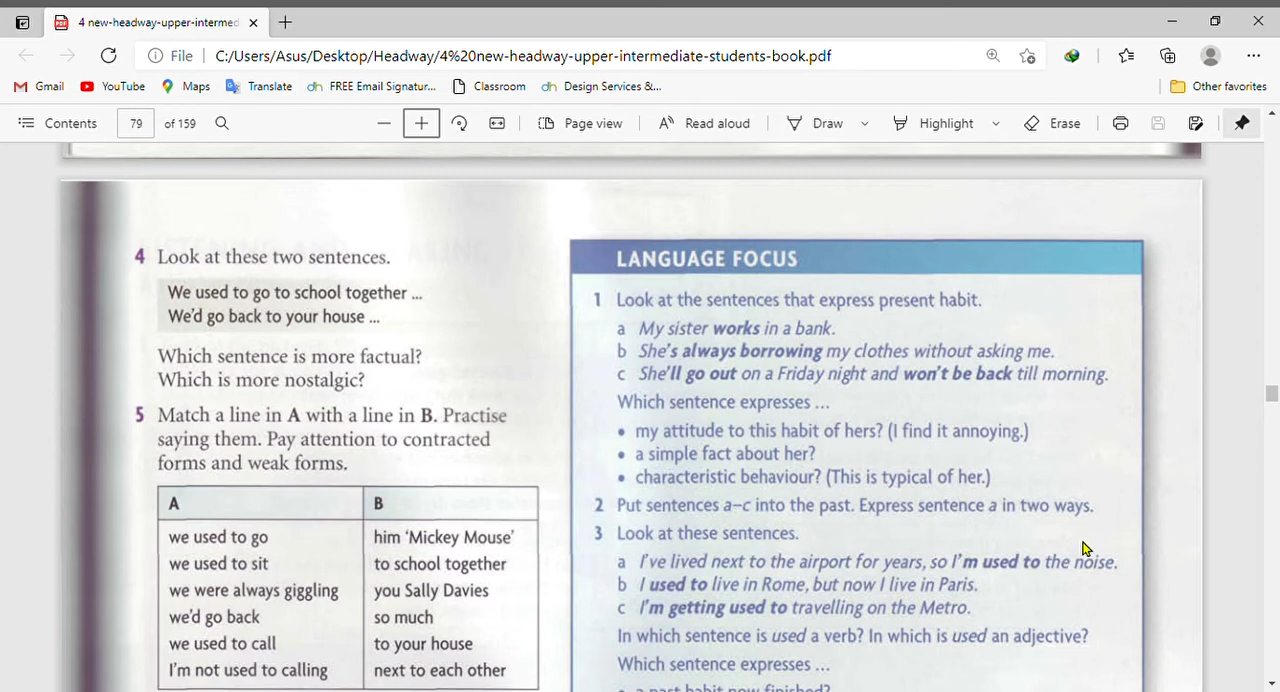 4 new-headway-upper-intermed
File
C:/Users/Asus/Desktop/Headway/4%20new-headway-upper-intermediate-students-book.pdf
Gmail
YouTube
Maps
Translate
FREE Email Signatur...
Classroom
Design Services &...
Other favorites
Contents
79 of 159
Page view
Read aloud
Draw
Highlight
Erase
4 Look at these two sentences.
We used to go to school together ...
We'd go back to your house ...
Which sentence is more factual?
Which is more nostalgic?
5 Match a line in A with a line in B. Practise
saying them. Pay attention to contracted
forms and weak forms.
A B
we used to go him 'Mickey Mouse'
we used to sit to school together
we were always giggling you Sally Davies
we'd go back so much
we used to call to your house
I'm not used to calling next to each other
LANGUAGE FOCUS
1 Look at the sentences that express present habit.
a My sister works in a bank.
b She's always borrowing my clothes without asking me.
c She'll go out on a Friday night and won't be back till morning.
Which sentence expresses ...
• my attitude to this habit of hers? (I find it annoying.)
• a simple fact about her?
• characteristic behaviour? (This is typical of her.)
2 Put sentences a–c into the past. Express sentence a in two ways.
3 Look at these sentences.
a I've lived next to the airport for years, so I'm used to the noise.
b I used to live in Rome, but now I live in Paris.
c I'm getting used to travelling on the Metro.
In which sentence is used a verb? In which is used an adjective?
Which sentence expresses ...
• a past habit now finished?